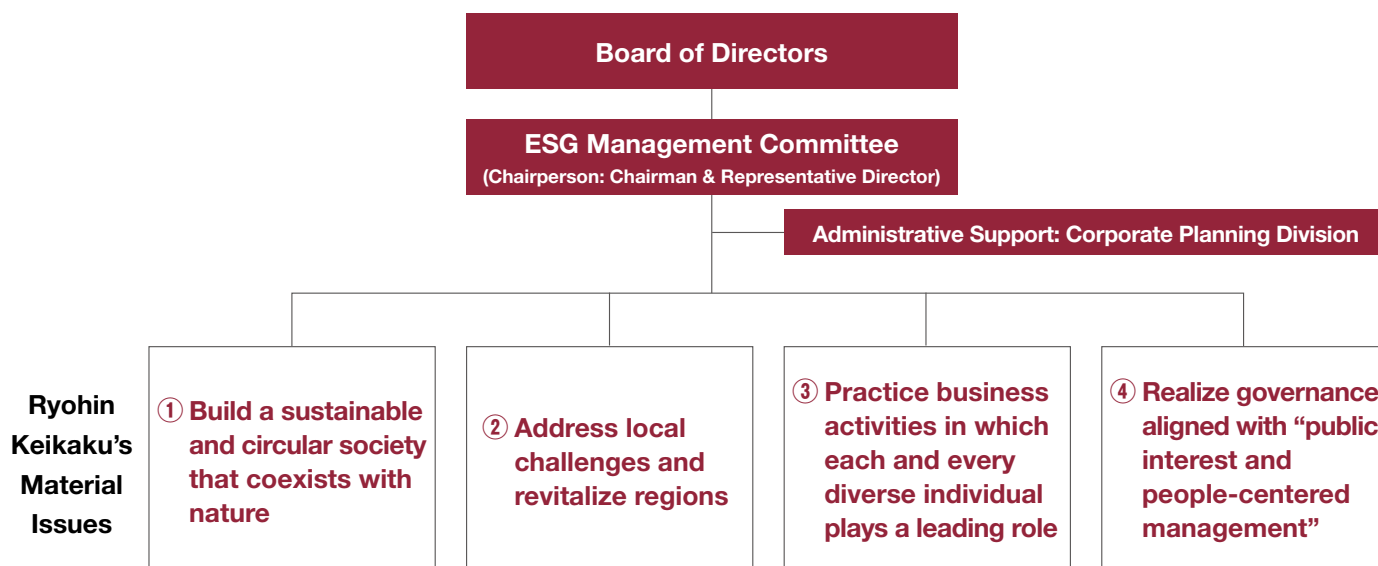 Board of Directors
ESG Management Committee
(Chairperson: Chairman & Representative Director)
Administrative Support: Corporate Planning Division
Ryohin
Keikaku’s
Material
Issues
① Build a sustainable
and circular society
that coexists with
nature
② Address local
challenges and
revitalize regions
③ Practice business
activities in which
each and every
diverse individual
plays a leading role
④ Realize governance
aligned with “public
interest and
people-centered
management”